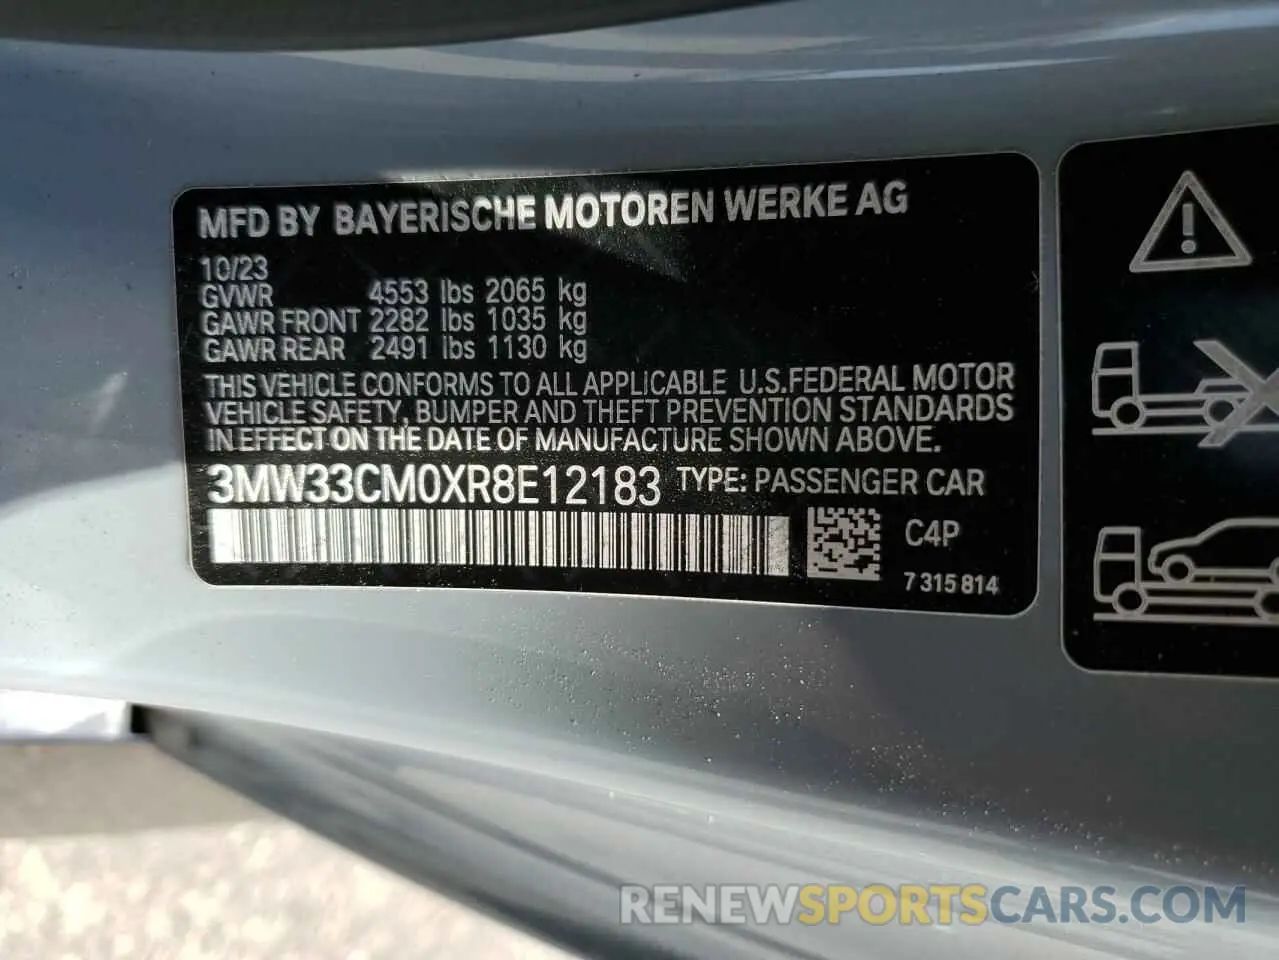 MFD BY BAYERISCHE MOTOREN WERKE AG
10/23
GVWR 4553 lbs 2065 kg
GAWR FRONT 2282 lbs 1035 kg
GAWR REAR 2491 lbs 1130 kg
THIS VEHICLE CONFORMS TO ALL APPLICABLE U.S.FEDERAL MOTOR
VEHICLE SAFETY, BUMPER AND THEFT PREVENTION STANDARDS
IN EFFECT ON THE DATE OF MANUFACTURE SHOWN ABOVE.
3MW33CM0XR8E12183 TYPE: PASSENGER CAR
C4P
7 315 814
RENEWSPORTSCARS.COM